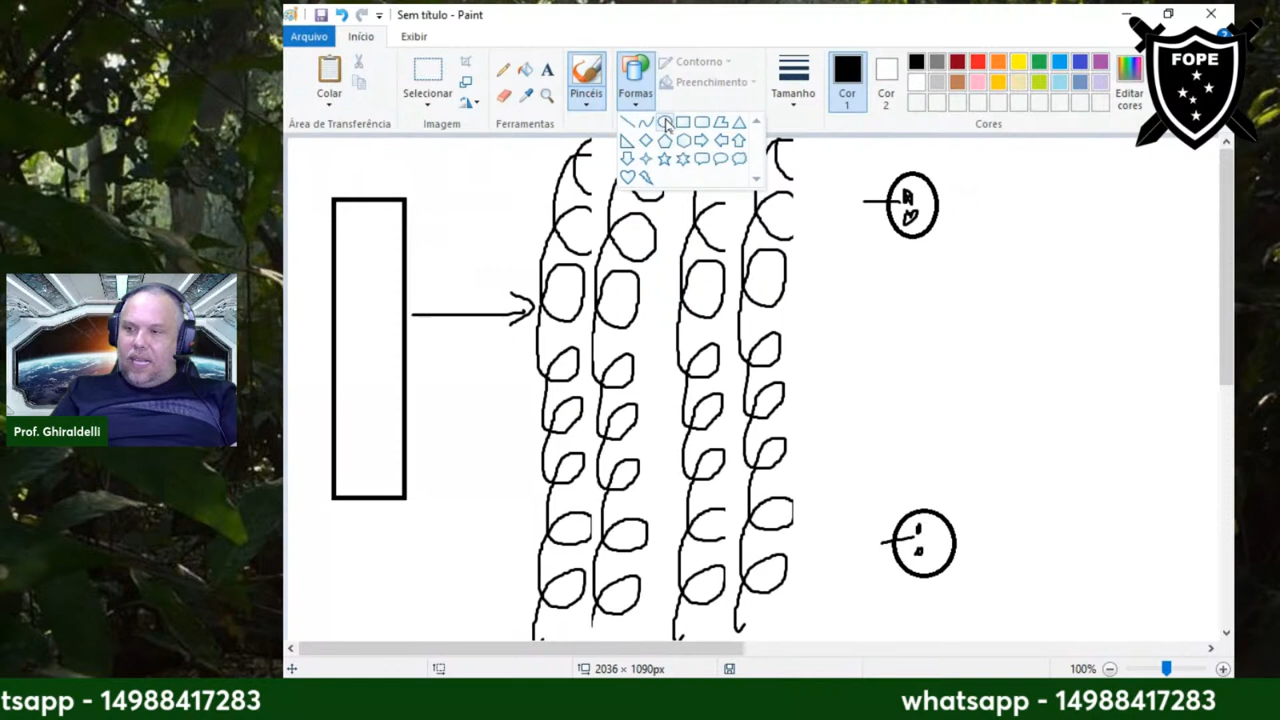 Sem título - Paint
Arquivo
Início
Exibir
Colar
Selecionar
Pincéis
Formas
Contorno
Preenchimento
Tamanho
Cor
1
Cor
2
Editar
cores
Área de Transferência
Imagem
Ferramentas
Cores
FOPE
Prof. Ghiraldelli
2036 × 1090px
100%
tsapp - 14988417283
whatsapp - 14988417283